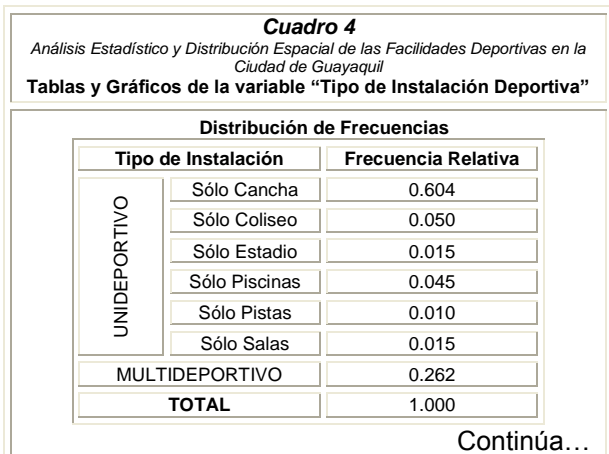 Cuadro 4
Análisis Estadístico y Distribución Espacial de las Facilidades Deportivas en la
Ciudad de Guayaquil
Tablas y Gráficos de la variable “Tipo de Instalación Deportiva”
Distribución de Frecuencias
Tipo de Instalación Frecuencia Relativa
UNIDEPORTIVO
Sólo Cancha 0.604
Sólo Coliseo 0.050
Sólo Estadio 0.015
Sólo Piscinas 0.045
Sólo Pistas 0.010
Sólo Salas 0.015
MULTIDEPORTIVO 0.262
TOTAL 1.000
Continúa…